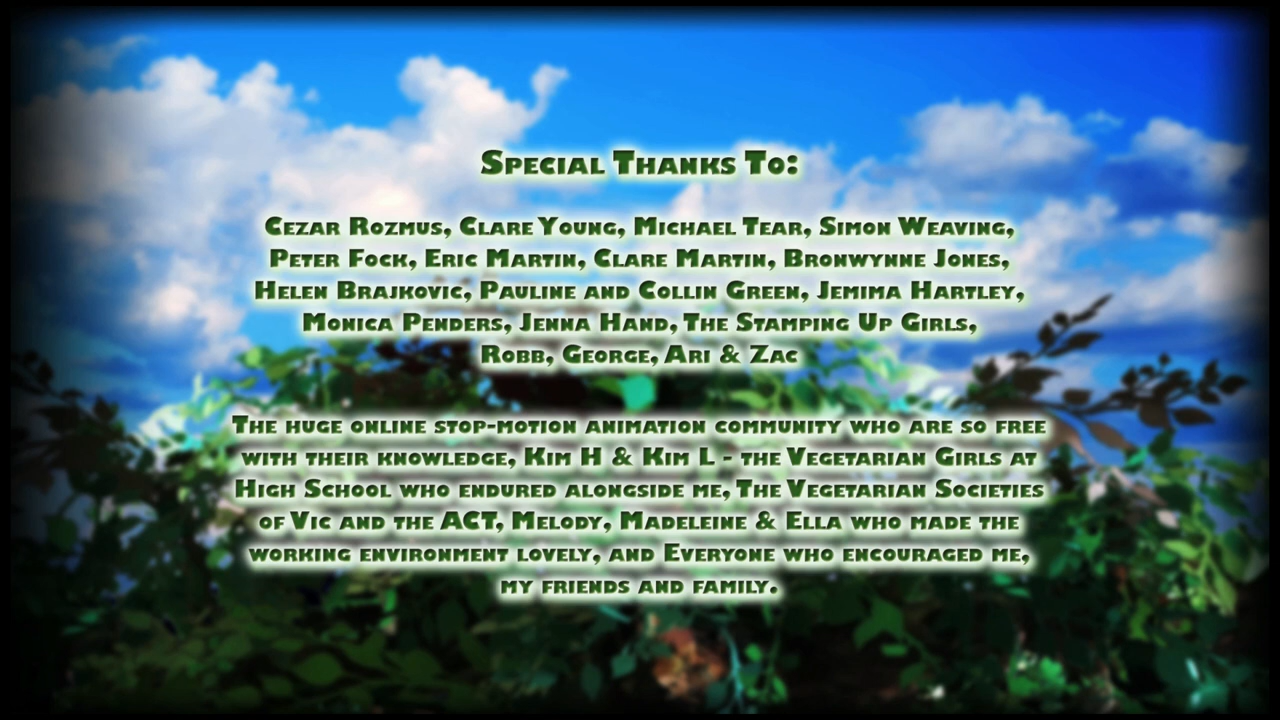 Special Thanks To:
Cezar Rozmus, Clare Young, Michael Tear, Simon Weaving,
Peter Fock, Eric Martin, Clare Martin, Bronwynne Jones,
Helen Brajkovic, Pauline and Collin Green, Jemima Hartley,
Monica Penders, Jenna Hand, The Stamping Up Girls,
Robb, George, Ari & Zac
The huge online stop-motion animation community who are so free
with their knowledge, Kim H & Kim L - the Vegetarian Girls at
High School who endured alongside me, The Vegetarian Societies
of Vic and the ACT, Melody, Madeleine & Ella who made the
working environment lovely, and Everyone who encouraged me,
my friends and family.